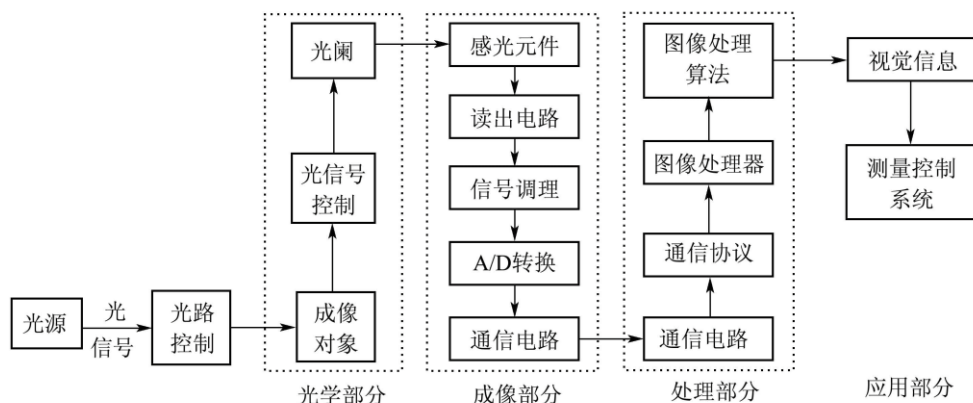 光源
光
信号
光路
控制
成像
对象
光信号
控制
光阑
光学部分
感光元件
读出电路
信号调理
A/D转换
通信电路
成像部分
通信电路
通信协议
图像处理器
图像处理
算法
处理部分
视觉信息
测量控制
系统
应用部分